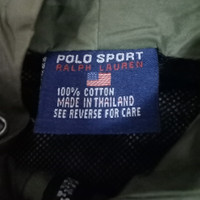 POLO SPORT
RALPH LAUREN
100% COTTON
MADE IN THAILAND
SEE REVERSE FOR CARE